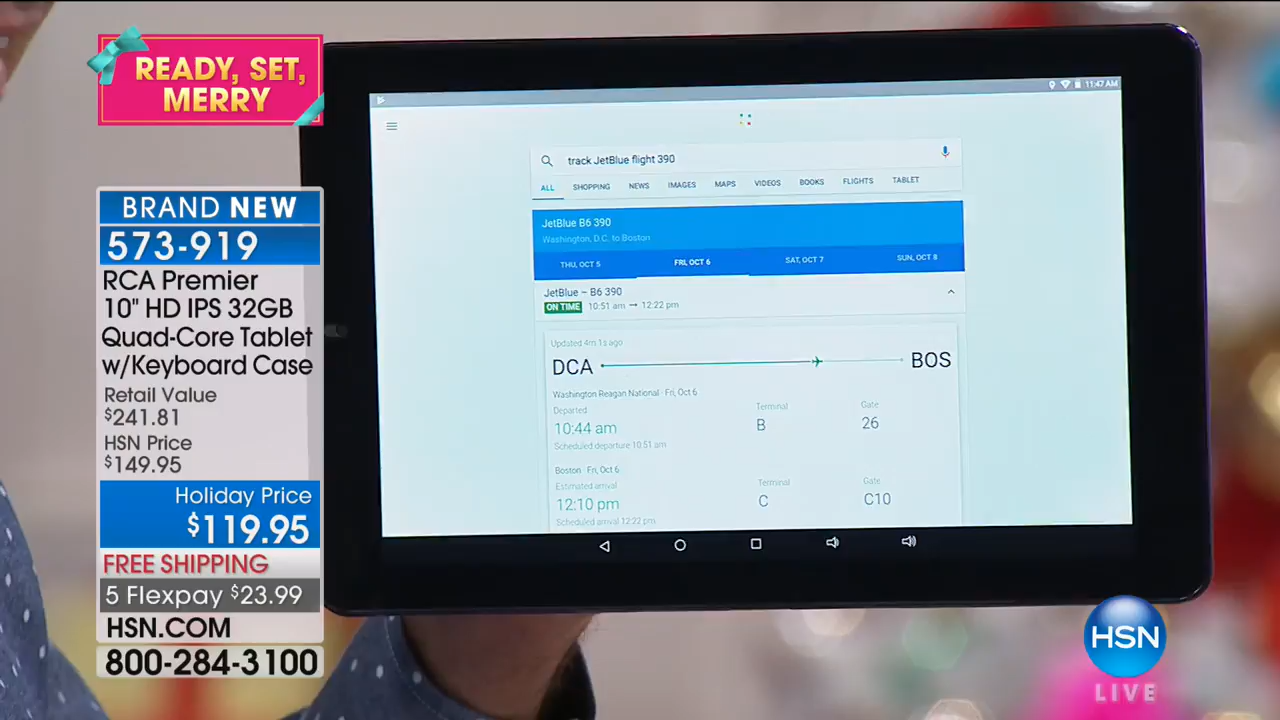 READY, SET,
MERRY
BRAND NEW
573-919
RCA Premier
10" HD IPS 32GB
Quad-Core Tablet
w/Keyboard Case
Retail Value
$241.81
HSN Price
$149.95
Holiday Price
$119.95
FREE SHIPPING
5 Flexpay $23.99
HSN.COM
800-284-3100
11:47 AM
track JetBlue flight 390
ALL SHOPPING NEWS IMAGES MAPS VIDEOS BOOKS FLIGHTS TABLET
JetBlue B6 390
Washington, D.C. to Boston
THU, OCT 5 FRI, OCT 6 SAT, OCT 7 SUN, OCT 8
JetBlue – B6 390
ON TIME 10:51 am → 12:22 pm
Updated 4m 1s ago
DCA BOS
Washington Reagan National · Fri, Oct 6
Departed Terminal Gate
10:44 am B 26
Scheduled departure 10:51 am
Boston · Fri, Oct 6
Estimated arrival Terminal Gate
12:10 pm C C10
Scheduled arrival 12:22 pm
HSN
LIVE